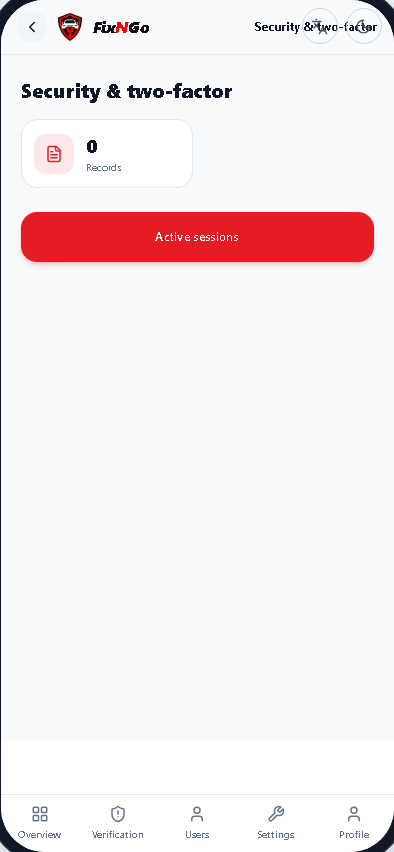 FixNGo
Security & two-factor
Security & two-factor
0
Records
Active sessions
Overview
Verification
Users
Settings
Profile